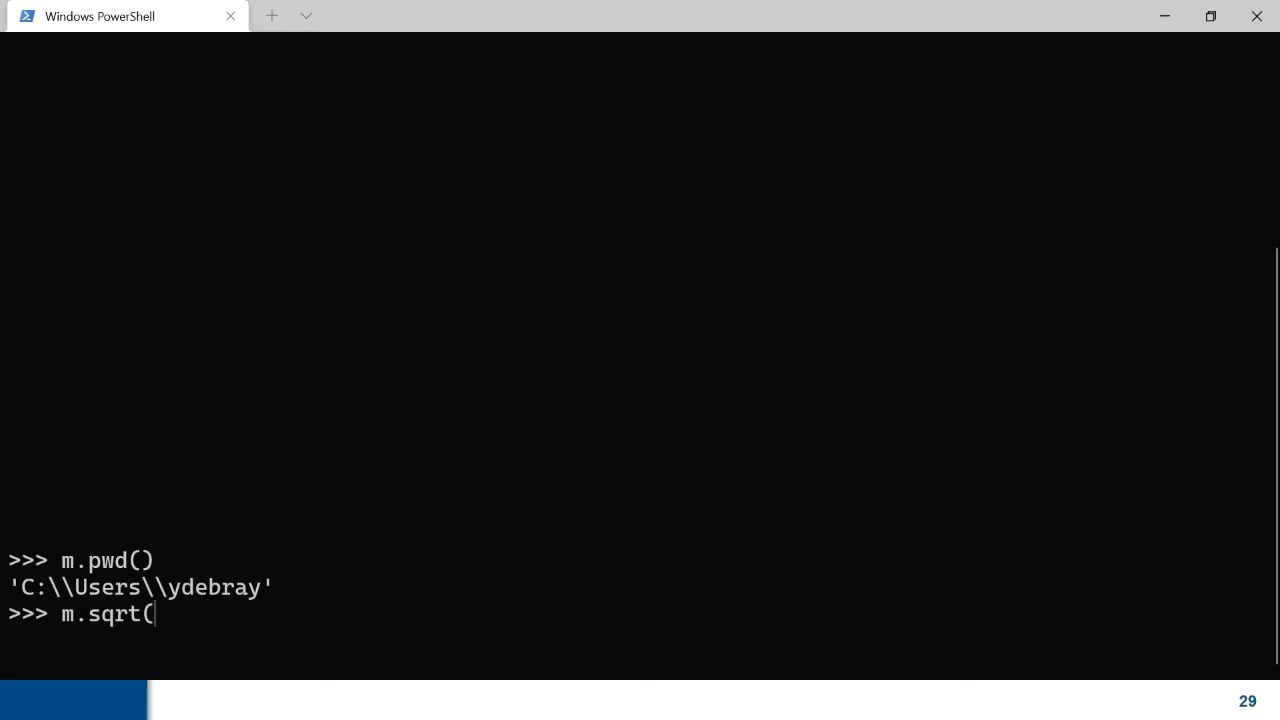 Windows PowerShell
>>> m.pwd()
'C:\\Users\\ydebray'
>>> m.sqrt(
29